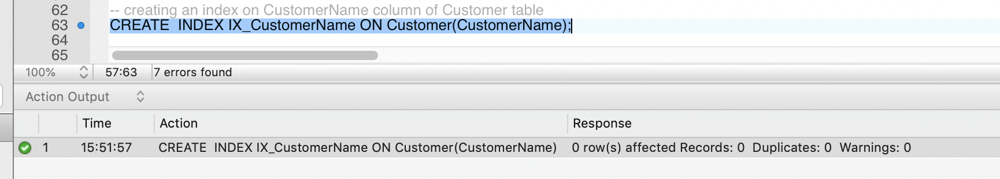 62 -- creating an index on CustomerName column of Customer table
63 CREATE  INDEX IX_CustomerName ON Customer(CustomerName);
64
65
100% 57:63 7 errors found
Action Output
Time Action Response
1 15:51:57 CREATE  INDEX IX_CustomerName ON Customer(CustomerName) 0 row(s) affected Records: 0  Duplicates: 0  Warnings: 0